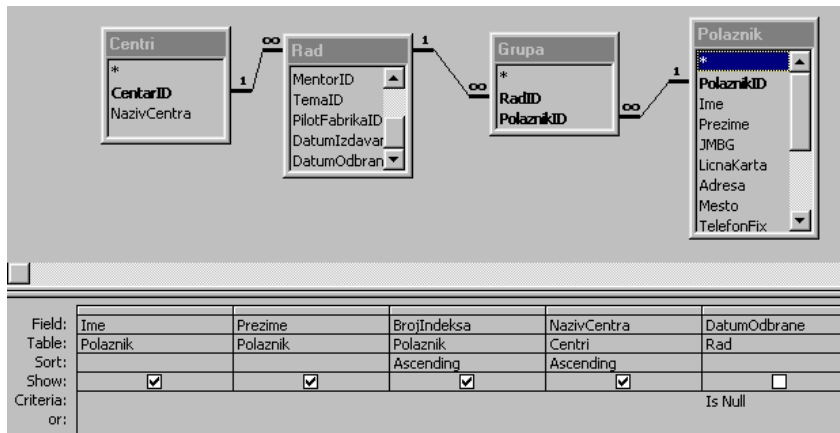 Centri
*
CentarID
NazivCentra
1
∞
Rad
MentorID
TemaID
PilotFabrikaID
DatumIzdavar
DatumOdbran
1
∞
Grupa
*
RadID
PolaznikID
∞
1
Polaznik
*
PolaznikID
Ime
Prezime
JMBG
LicnaKarta
Adresa
Mesto
TelefonFix
Field: Ime Prezime BrojIndeksa NazivCentra DatumOdbrane
Table: Polaznik Polaznik Polaznik Centri Rad
Sort: Ascending Ascending
Show:
Criteria: Is Null
or: